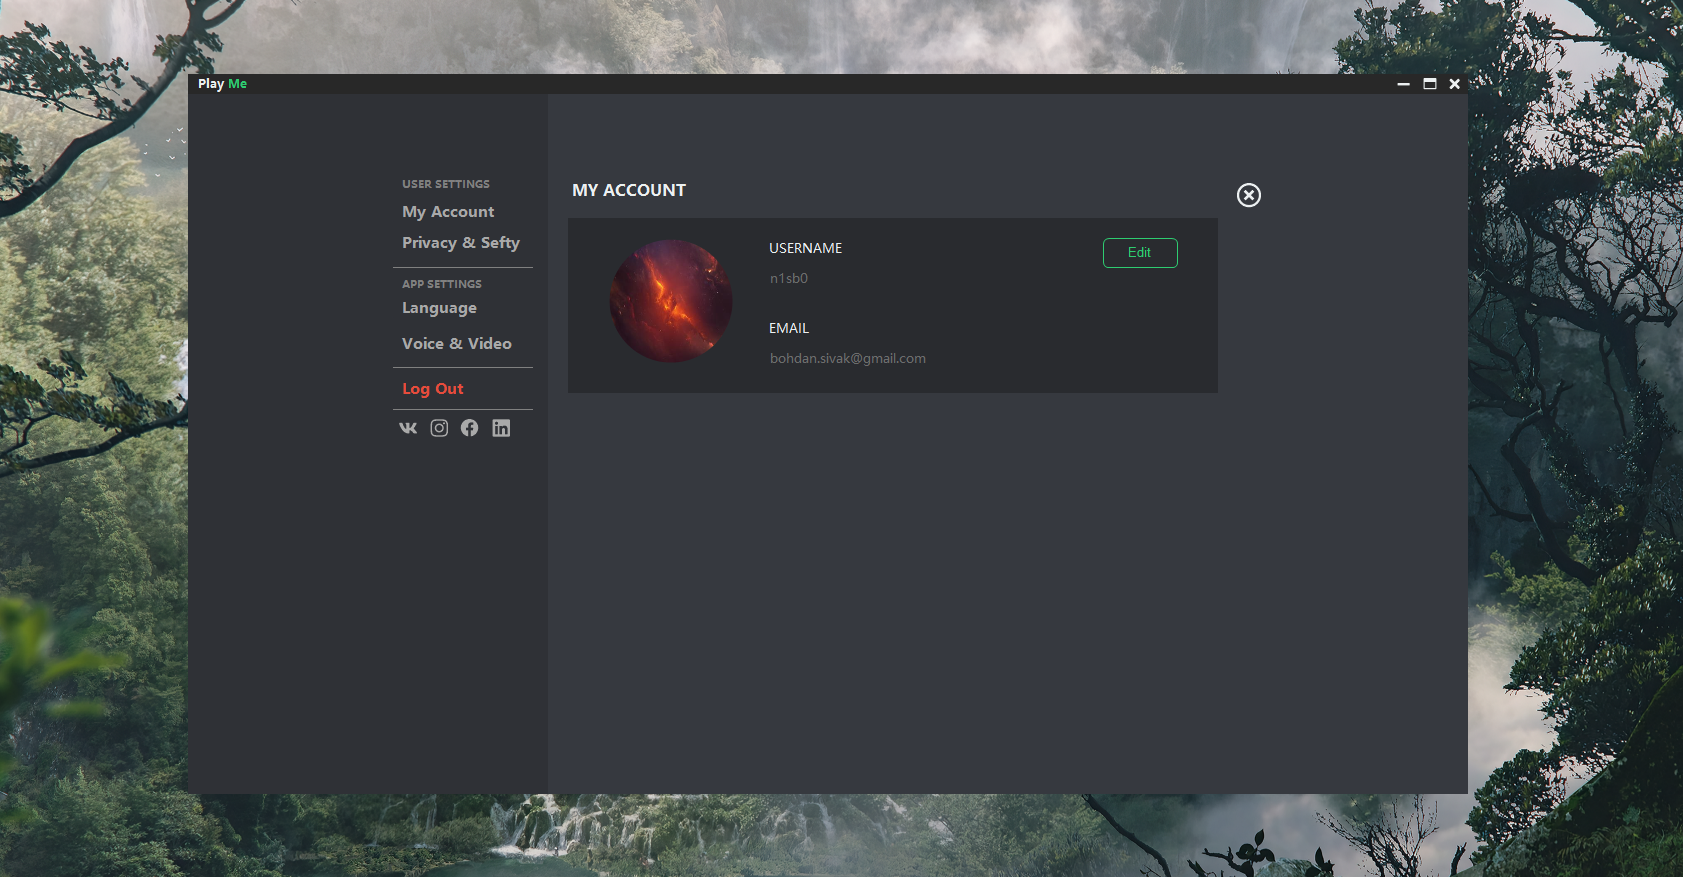 Play Me
USER SETTINGS
My Account
Privacy & Sefty
APP SETTINGS
Language
Voice & Video
Log Out
MY ACCOUNT
USERNAME
n1sb0
Edit
EMAIL
bohdan.sivak@gmail.com